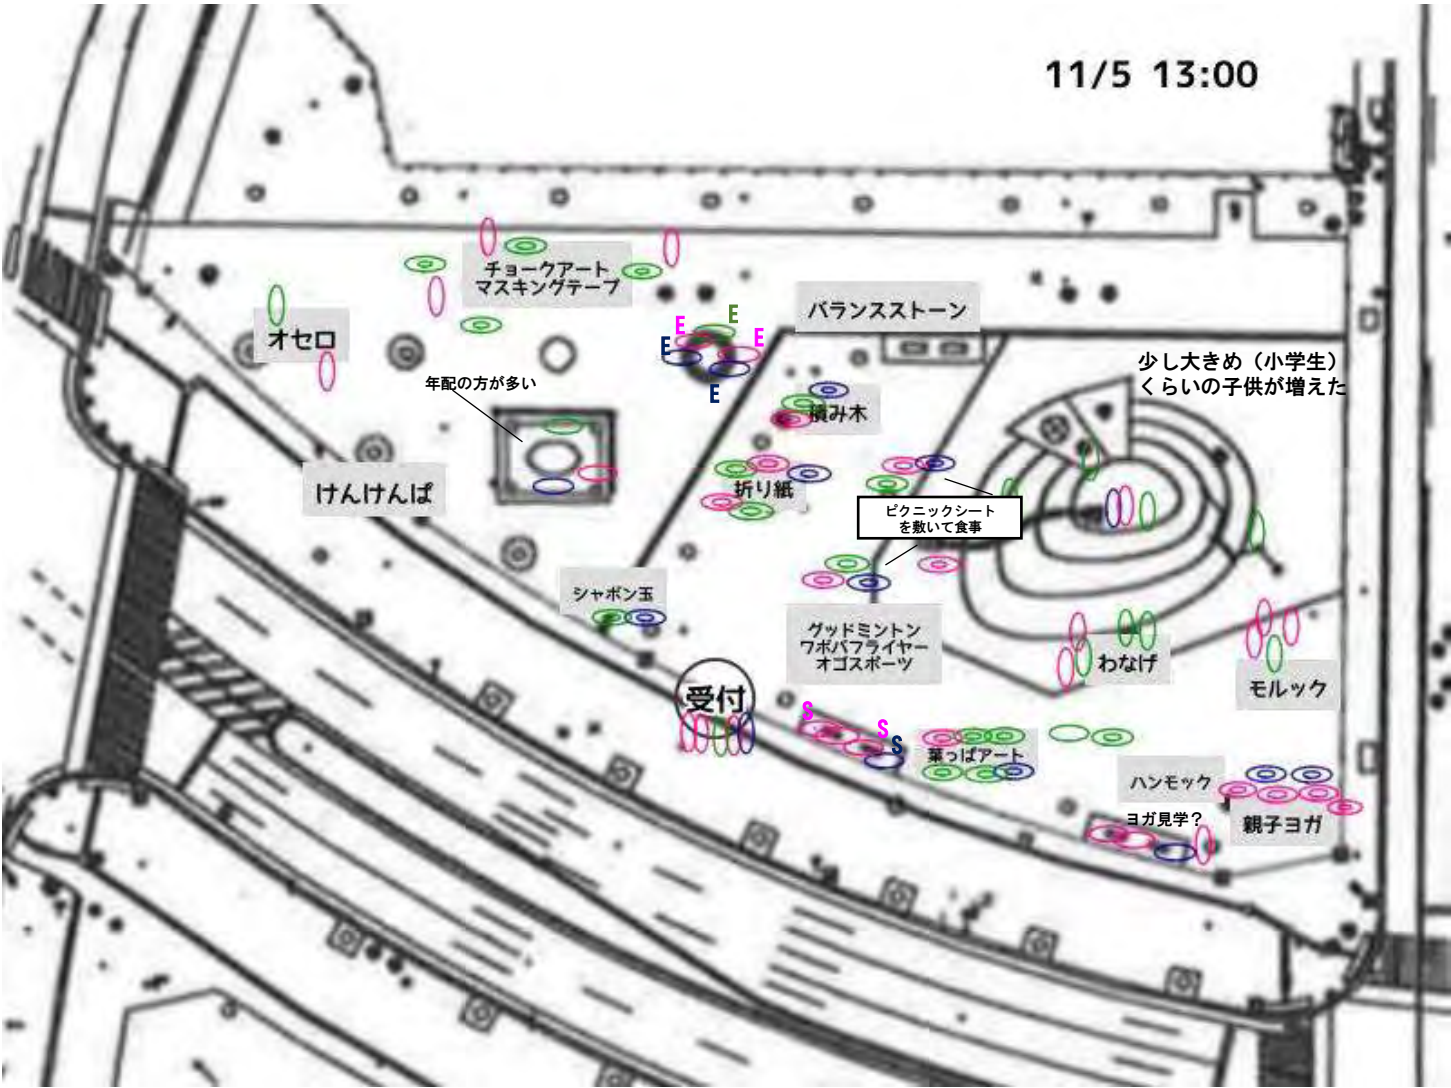 11/5 13:00
チョークアート
マスキングテープ
バランスストーン
オセロ
E
E
E
E
E
少し大きめ（小学生）
くらいの子供が増えた
年配の方が多い
積み木
けんけんぱ
折り紙
ピクニックシート
を敷いて食事
シャボン玉
グッドミントン
ワボバフライヤー
オゴスポーツ
わなげ
モルック
受付
S
S
S
葉っぱアート
ハンモック
ヨガ見学？
親子ヨガ